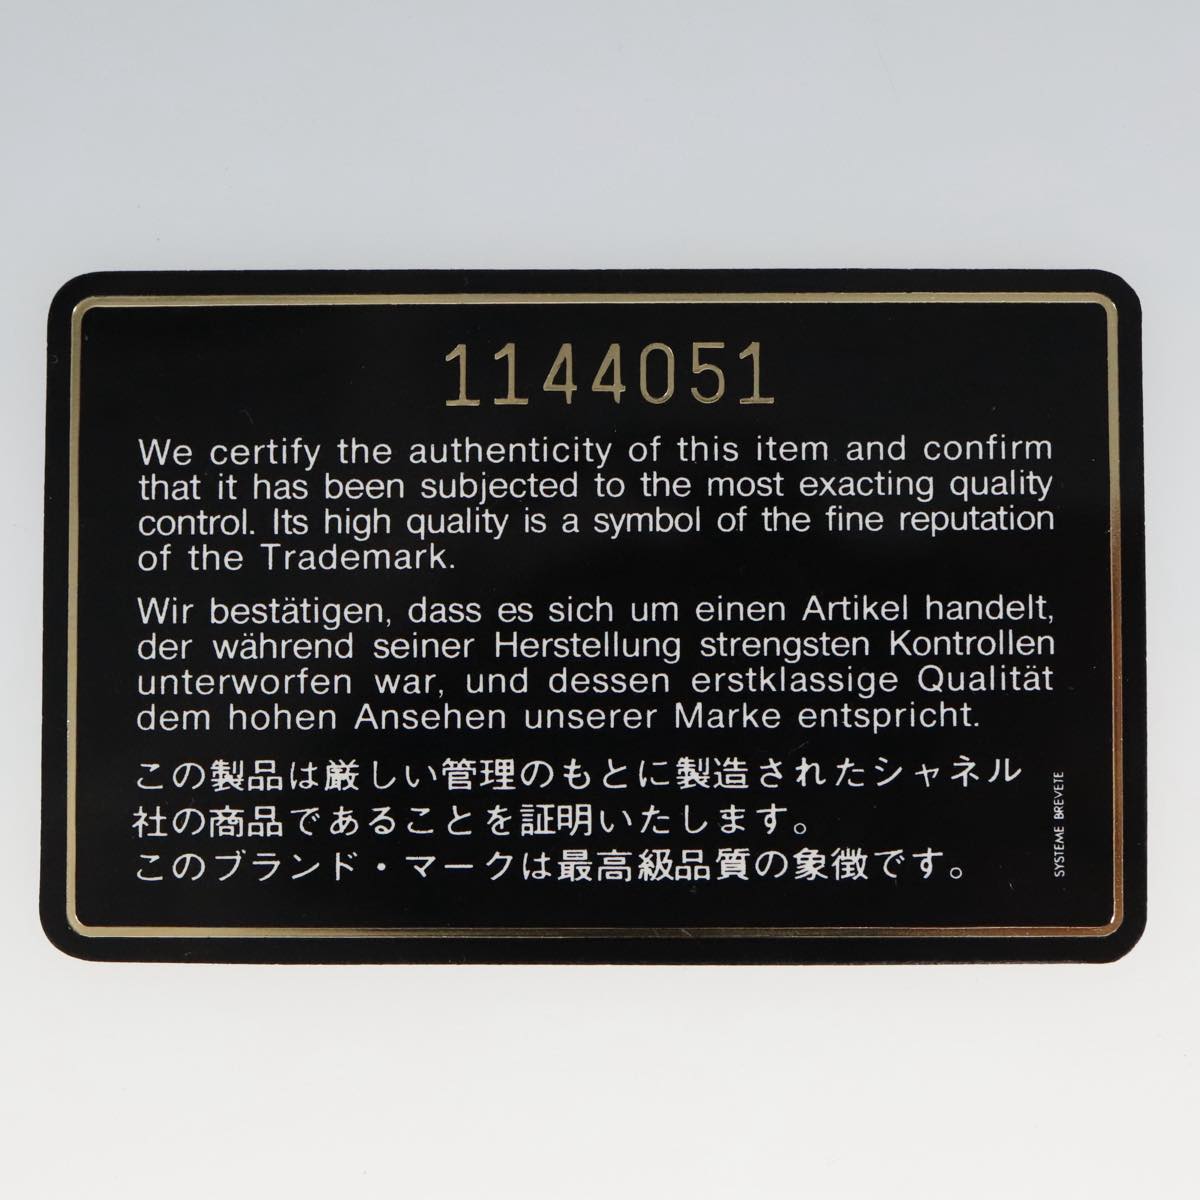 1144051
We certify the authenticity of this item and confirm
that it has been subjected to the most exacting quality
control. Its high quality is a symbol of the fine reputation
of the Trademark.
Wir bestätigen, dass es sich um einen Artikel handelt,
der während seiner Herstellung strengsten Kontrollen
unterworfen war, und dessen erstklassige Qualität
dem hohen Ansehen unserer Marke entspricht.
この製品は厳しい管理のもとに製造されたシャネル
社の商品であることを証明いたします。
このブランド・マークは最高級品質の象徴です。
SYSTEME BREVETE